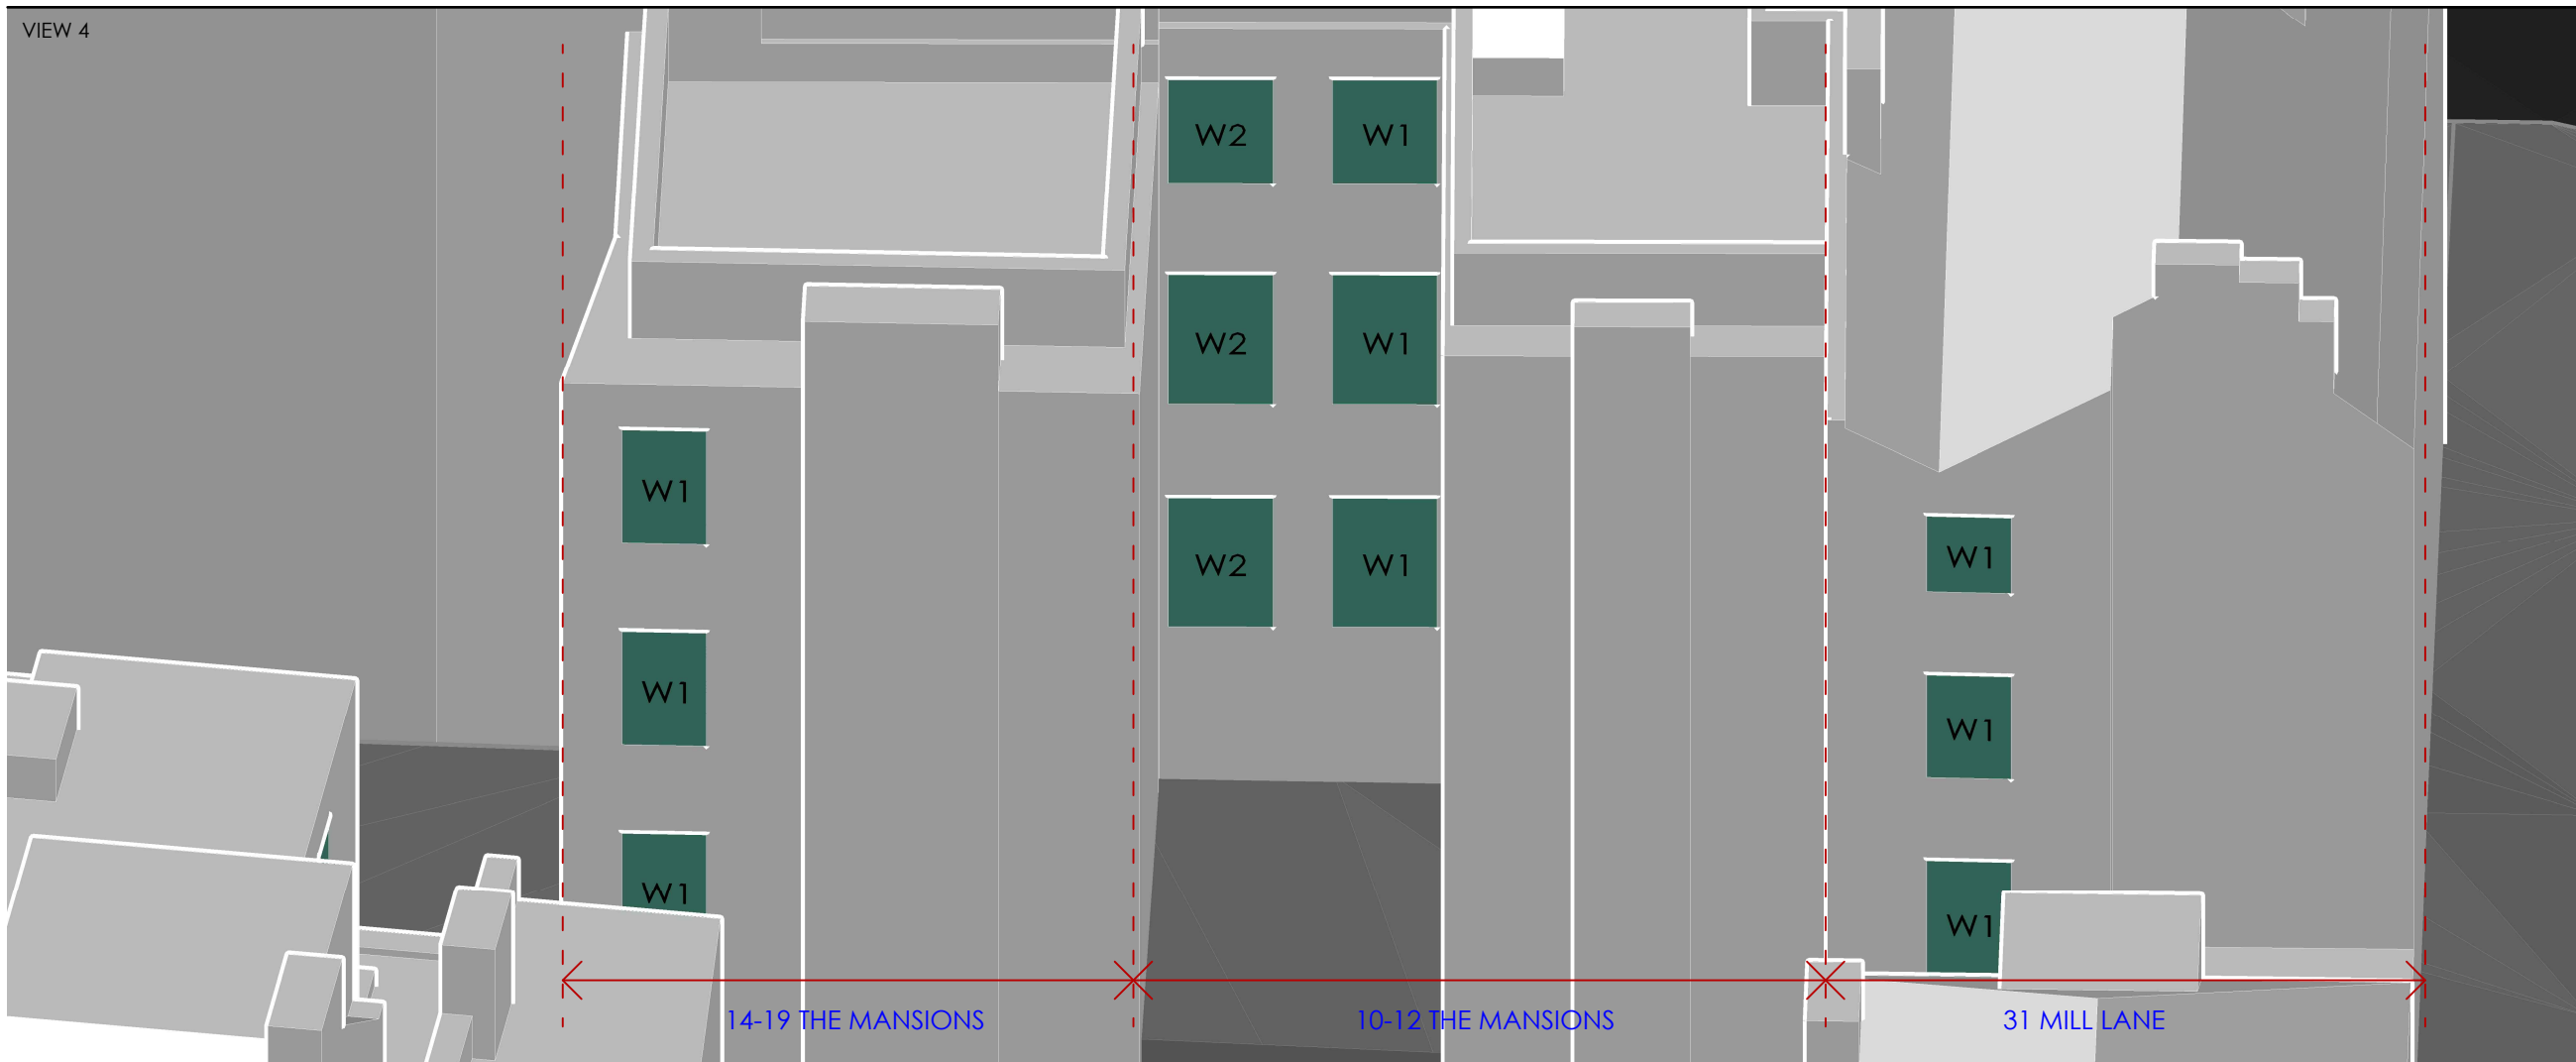 VIEW 4
W2 W1
W2 W1
W1
W2 W1
W1
W1
W1
W1
W1
14-19 THE MANSIONS
10-12 THE MANSIONS
31 MILL LANE